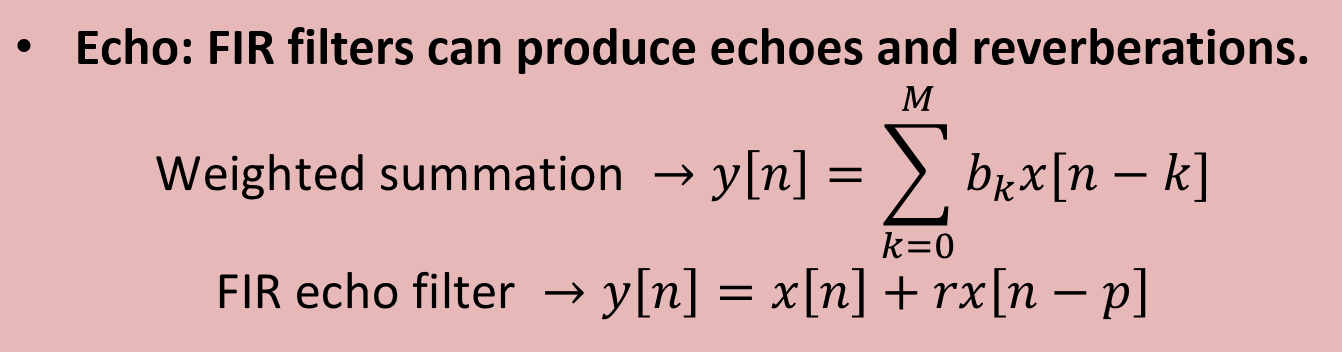 • Echo: FIR filters can produce echoes and reverberations.
Weighted summation → y[n] = ∑_{k=0}^{M} b_k x[n − k]
FIR echo filter → y[n] = x[n] + rx[n − p]